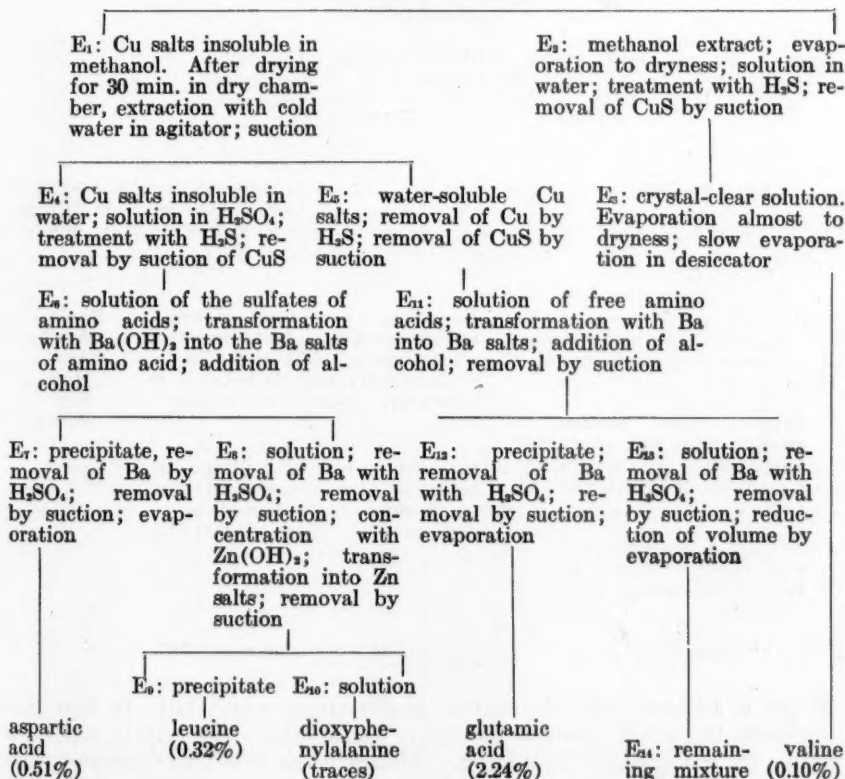 E₁: Cu salts insoluble in
methanol. After drying
for 30 min. in dry cham-
ber, extraction with cold
water in agitator; suction
E₂: methanol extract; evap-
oration to dryness; solution in
water; treatment with H₂S; re-
moval of CuS by suction
E₄: Cu salts insoluble in
water; solution in H₂SO₄;
treatment with H₂S; re-
moval by suction of CuS
E₅: water-soluble Cu
salts; removal of Cu by
H₂S; removal of CuS by
suction
E₃: crystal-clear solution.
Evaporation almost to
dryness; slow evapora-
tion in desiccator
E₆: solution of the sulfates of
amino acids; transformation
with Ba(OH)₂ into the Ba salts
of amino acid; addition of al-
cohol
E₁₁: solution of free amino
acids; transformation with Ba
into Ba salts; addition of al-
cohol; removal by suction
E₇: precipitate, re-
moval of Ba by
H₂SO₄; removal
by suction; evap-
oration
E₈: solution; re-
moval of Ba with
H₂SO₄; removal
by suction; con-
centration with
Zn(OH)₂; trans-
formation into Zn
salts; removal by
suction
E₁₂: precipitate;
removal of Ba
with H₂SO₄; re-
moval by suction;
evaporation
E₁₃: solution; re-
moval of Ba with
H₂SO₄; removal
by suction; reduc-
tion of volume by
evaporation
E₉: precipitate
E₁₀: solution
aspartic
acid
(0.51%)
leucine
(0.32%)
dioxyphe-
nylalanine
(traces)
glutamic
acid
(2.24%)
E₁₄: remain-
ing mixture
valine
(0.10%)